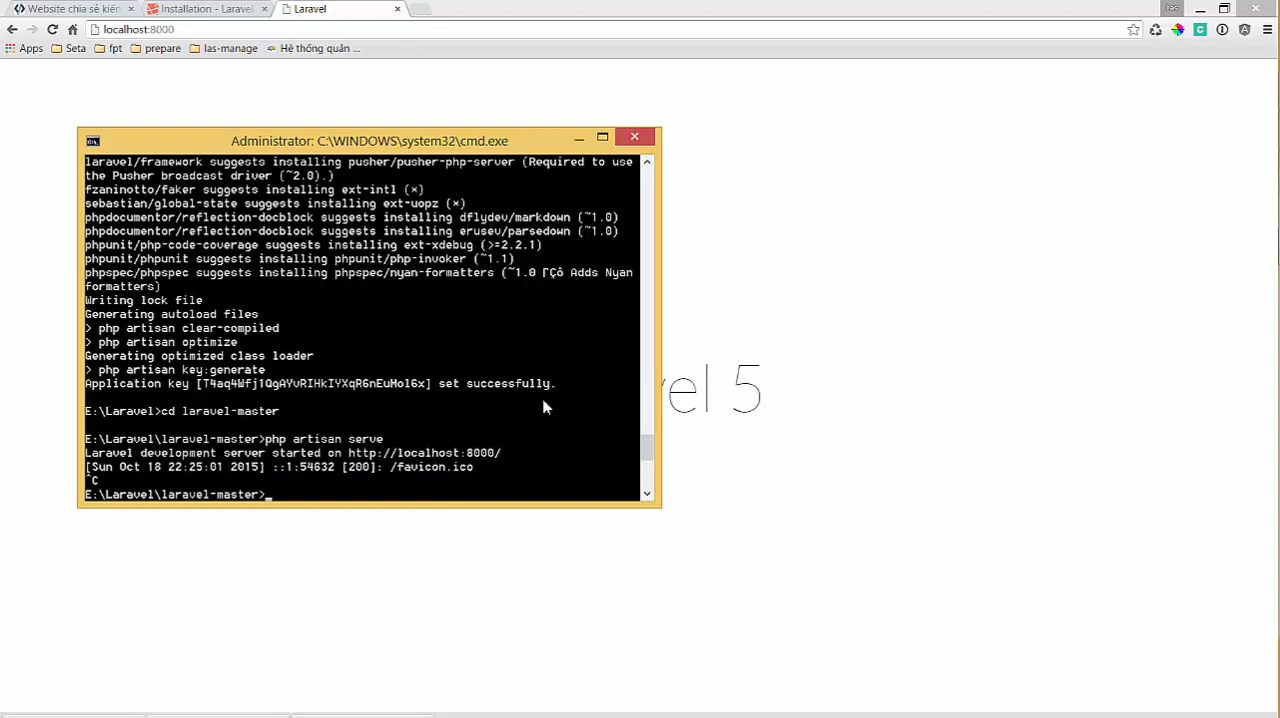 Website chia sẻ kiến
Installation - Laravel
Laravel
las
localhost:8000
Apps Seta fpt prepare las-manage Hệ thống quản ...
Administrator: C:\WINDOWS\system32\cmd.exe
laravel/framework suggests installing pusher/pusher-php-server (Required to use
the Pusher broadcast driver (~2.0).)
fzaninotto/faker suggests installing ext-intl (*)
sebastian/global-state suggests installing ext-uopz (*)
phpdocumentor/reflection-docblock suggests installing dflydev/markdown (~1.0)
phpdocumentor/reflection-docblock suggests installing erusev/parsedown (~1.0)
phpunit/php-code-coverage suggests installing ext-xdebug (>=2.2.1)
phpunit/phpunit suggests installing phpunit/php-invoker (~1.1)
phpspec/phpspec suggests installing phpspec/nyan-formatters (~1.0 ΓÇô Adds Nyan
formatters)
Writing lock file
Generating autoload files
> php artisan clear-compiled
> php artisan optimize
Generating optimized class loader
> php artisan key:generate
Application key [T4aq4Wfj1QgAYvRIHkIYXqR6nEuMol6x] set successfully.
E:\Laravel>cd laravel-master
E:\Laravel\laravel-master>php artisan serve
Laravel development server started on http://localhost:8000/
[Sun Oct 18 22:25:01 2015] ::1:54632 [200]: /favicon.ico
^C
E:\Laravel\laravel-master>_
vel 5